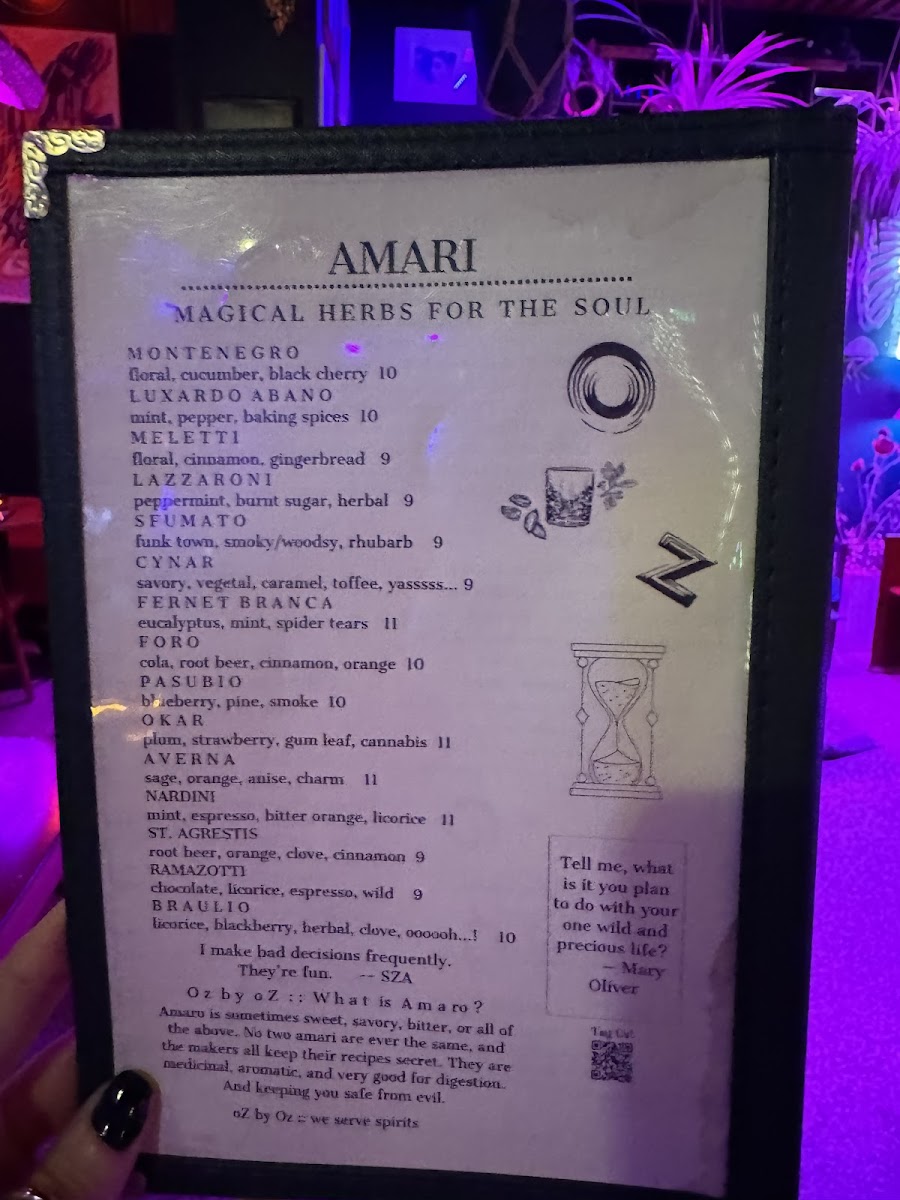 AMARI
MAGICAL HERBS FOR THE SOUL
MONTENEGRO
floral, cucumber, black cherry 10
LUXARDO ABANO
mint, pepper, baking spices 10
MELETTI
floral, cinnamon, gingerbread 9
LAZZARONI
peppermint, burnt sugar, herbal 9
SFUMATO
funk town, smoky/woodsy, rhubarb 9
CYNAR
savory, vegetal, caramel, toffee, yasssss... 9
FERNET BRANCA
eucalyptus, mint, spider tears 11
FORO
cola, root beer, cinnamon, orange 10
PASUBIO
blueberry, pine, smoke 10
OKAR
plum, strawberry, gum leaf, cannabis 11
AVERNA
sage, orange, anise, charm 11
NARDINI
mint, espresso, bitter orange, licorice 11
ST. AGRESTIS
root beer, orange, clove, cinnamon 9
RAMAZOTTI
chocolate, licorice, espresso, wild 9
BRAULIO
licorice, blackberry, herbal, clove, oooooh...! 10
I make bad decisions frequently.
They're fun. -- SZA
Oz by oZ :: What is Amaro?
Amaro is sometimes sweet, savory, bitter, or all of
the above. No two amari are ever the same, and
the makers all keep their recipes secret. They are
medicinal, aromatic, and very good for digestion.
And keeping you safe from evil.
oZ by Oz :: we serve spirits
O
Z
Tell me, what
is it you plan
to do with your
one wild and
precious life?
– Mary
Oliver